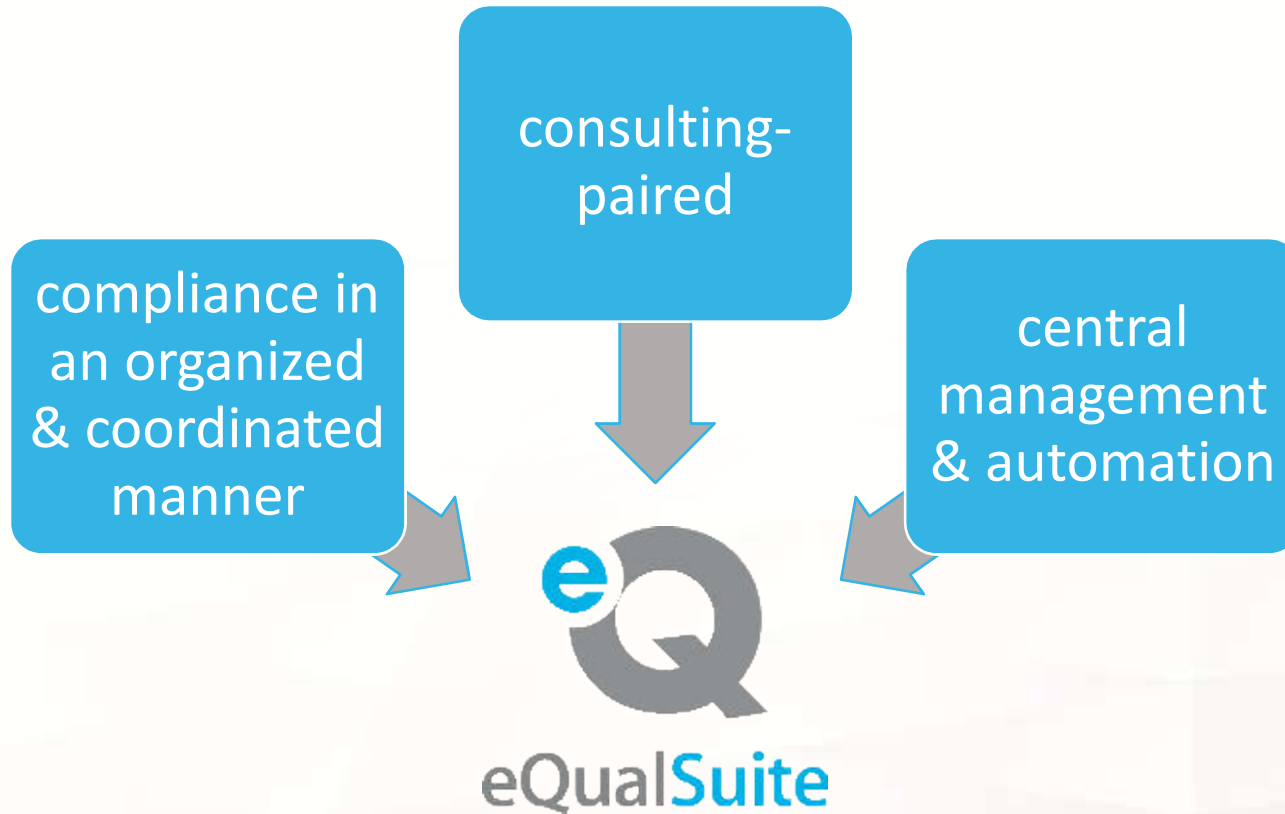 consulting-
paired
compliance in
an organized
& coordinated
manner
central
management
& automation
eQ
eQualSuite